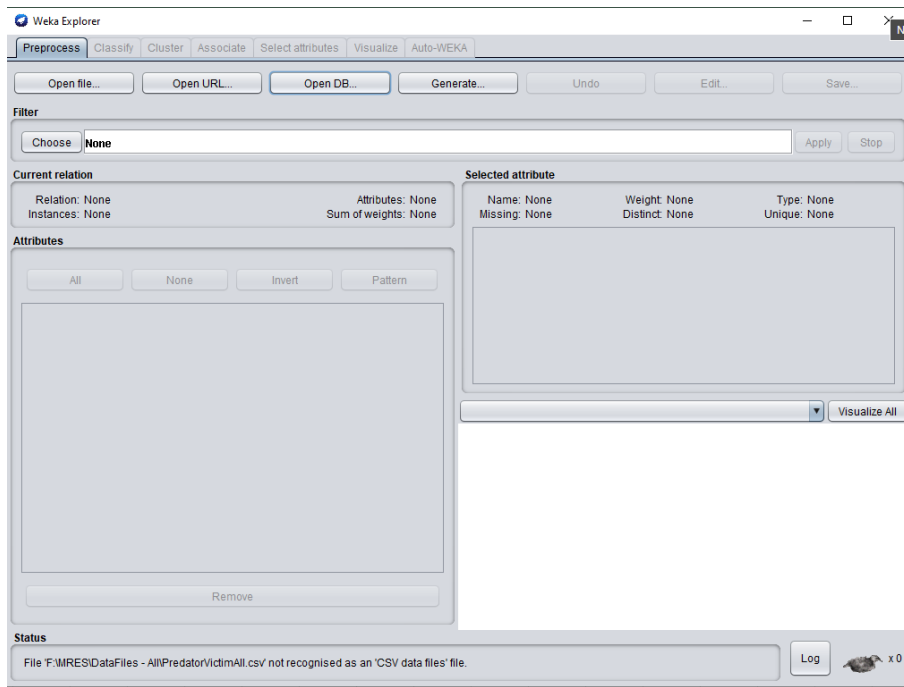 Weka Explorer
N
Preprocess Classify Cluster Associate Select attributes Visualize Auto-WEKA
Open file... Open URL... Open DB... Generate... Undo Edit... Save...
Filter
Choose None Apply Stop
Current relation
Relation: None Attributes: None
Instances: None Sum of weights: None
Selected attribute
Name: None Weight: None Type: None
Missing: None Distinct: None Unique: None
Attributes
All None Invert Pattern
Visualize All
Remove
Status
File 'F:\MRES\DataFiles - All\PredatorVictimAll.csv' not recognised as an 'CSV data files' file.
Log x 0